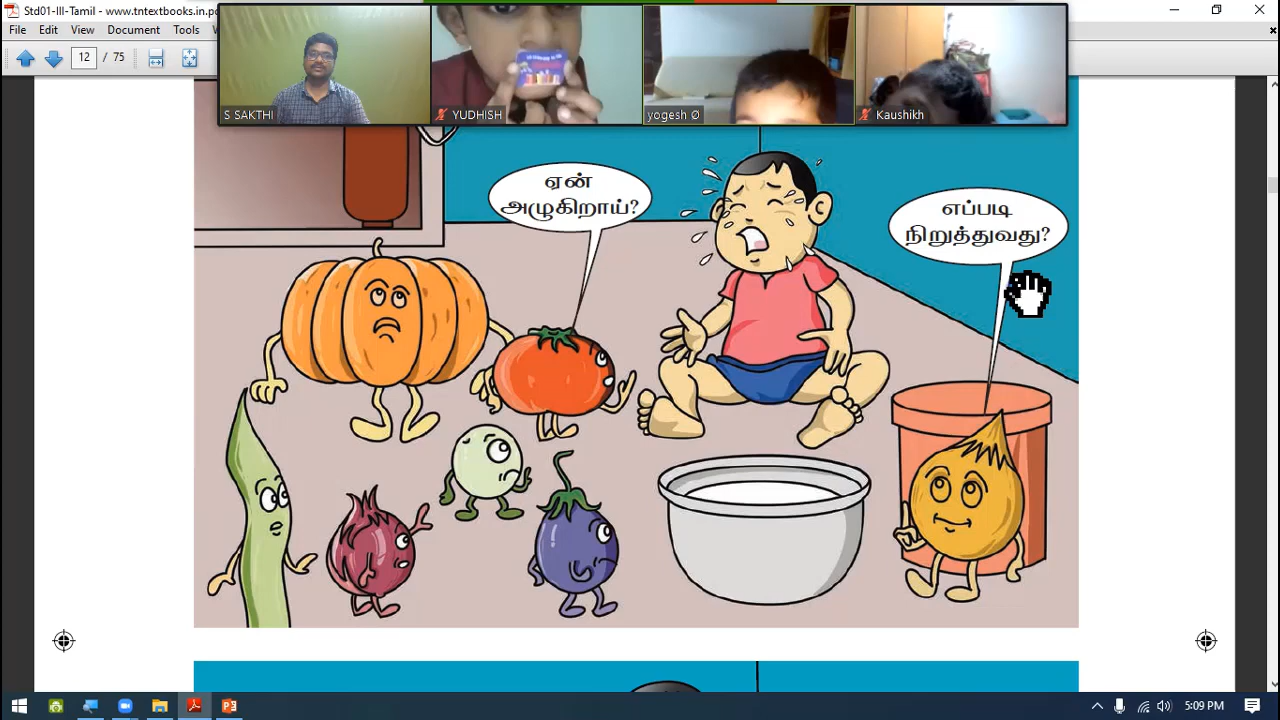 Std01-III-Tamil - www.tntextbooks.in.p
File Edit View Document Tools
12 / 75
S SAKTHI
YUDHISH
yogesh
Kaushikh
ஏன்
அழுகிறாய்?
எப்படி
நிறுத்துவது?
5:09 PM